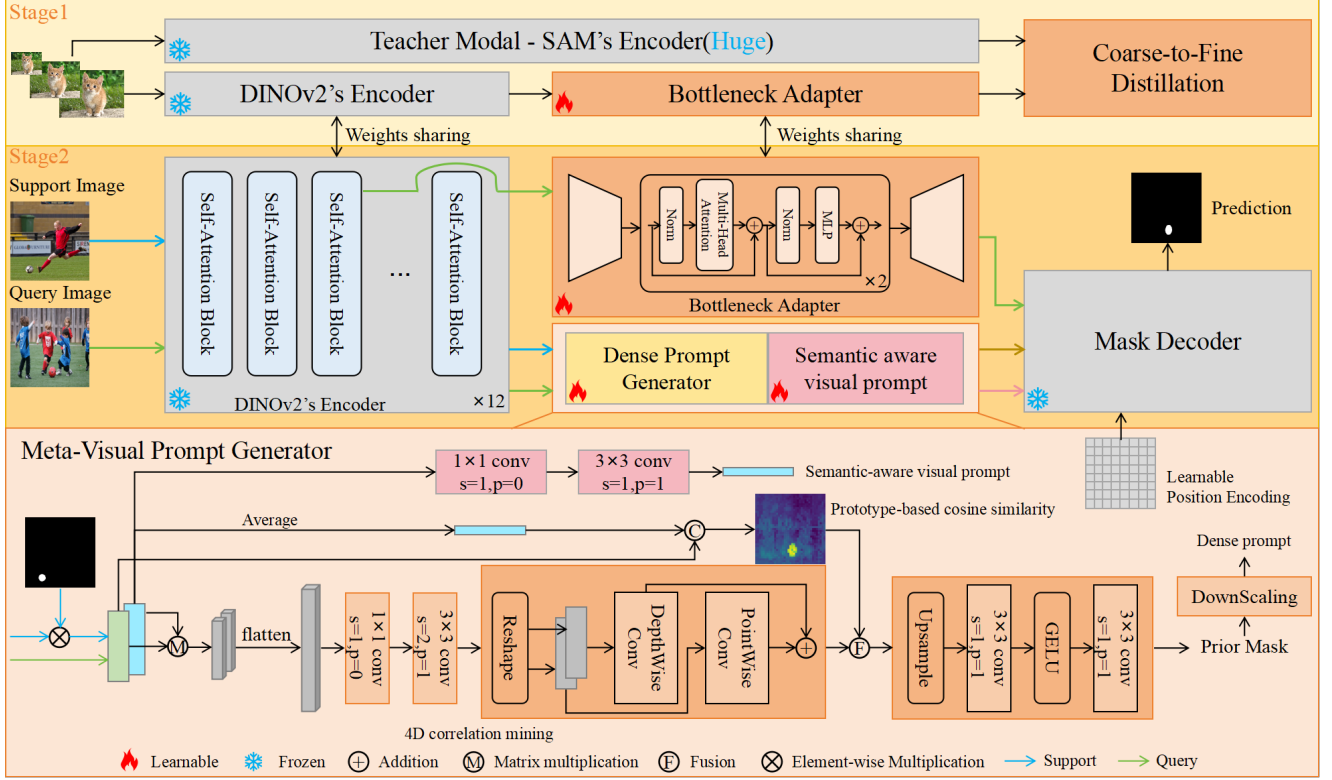 Stage1
Teacher Modal - SAM's Encoder(Huge)
DINOv2's Encoder
Bottleneck Adapter
Coarse-to-Fine
Distillation
Weights sharing
Weights sharing
Stage2
Support Image
Query Image
Self-Attention Block
Self-Attention Block
Self-Attention Block
...
Self-Attention Block
DINOv2's Encoder
×12
Norm
Multi-Head
Attention
Norm
MLP
×2
Bottleneck Adapter
Dense Prompt
Generator
Semantic aware
visual prompt
Prediction
Mask Decoder
Learnable
Position Encoding
Meta-Visual Prompt Generator
1×1 conv
s=1,p=0
3×3 conv
s=1,p=1
Semantic-aware visual prompt
Average
C
Prototype-based cosine similarity
M
flatten
1×1 conv
s=1,p=0
3×3 conv
s=2,p=1
Reshape
DepthWise
Conv
PointWise
Conv
4D correlation mining
F
Upsample
3×3 conv
s=1,p=1
GELU
3×3 conv
s=1,p=1
Prior Mask
DownScaling
Dense prompt
Learnable
Frozen
Addition
M
Matrix multiplication
F
Fusion
Element-wise Multiplication
Support
Query